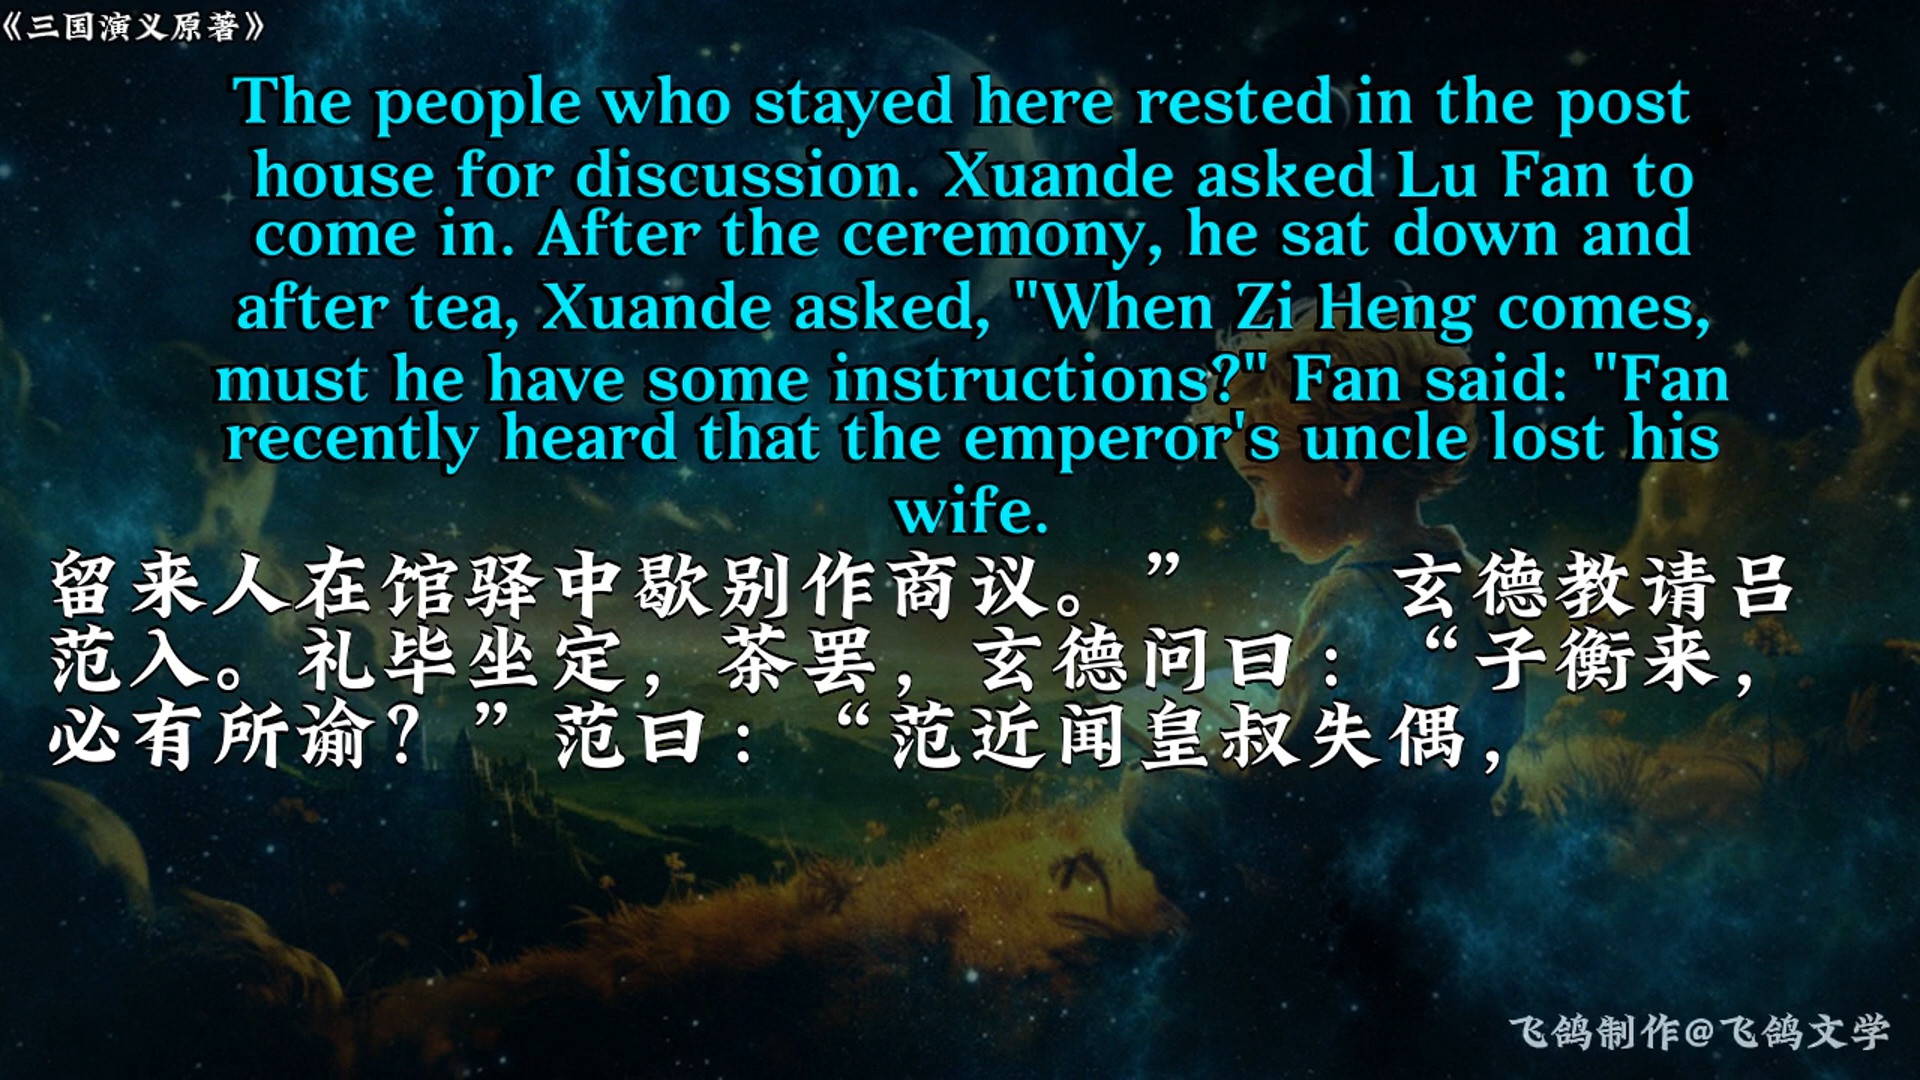 《三国演义原著》
The people who stayed here rested in the post
house for discussion. Xuande asked Lu Fan to
come in. After the ceremony, he sat down and
after tea, Xuande asked, "When Zi Heng comes,
must he have some instructions?" Fan said: "Fan
recently heard that the emperor's uncle lost his
wife.
留来人在馆驿中歇别作商议。” 玄德教请吕
范入。礼毕坐定，茶罢，玄德问曰：“子衡来，
必有所谕？”范曰：“范近闻皇叔失偶，
飞鸽制作@飞鸽文学